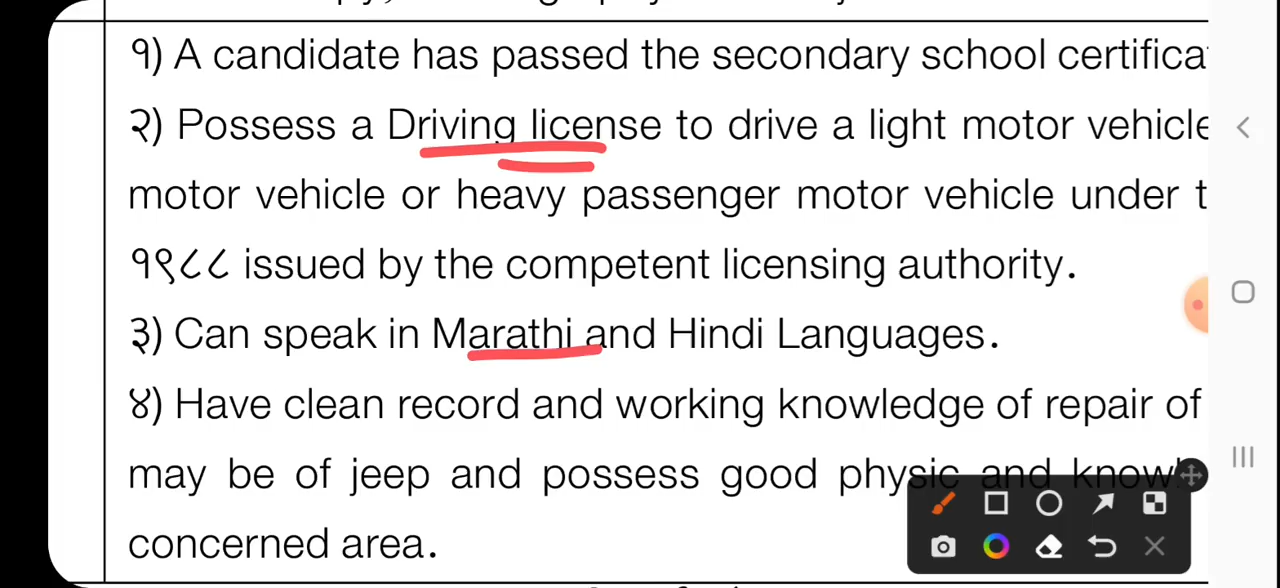 १) A candidate has passed the secondary school
२) Possess a Driving license to drive a light motor vehicle
motor vehicle or heavy passenger motor vehicle under
१९८८ issued by the competent licensing authority.
३) Can speak in Marathi and Hindi Languages.
४) Have clean record and working knowledge of repair of
may be of jeep and possess good physic and
concerned area.